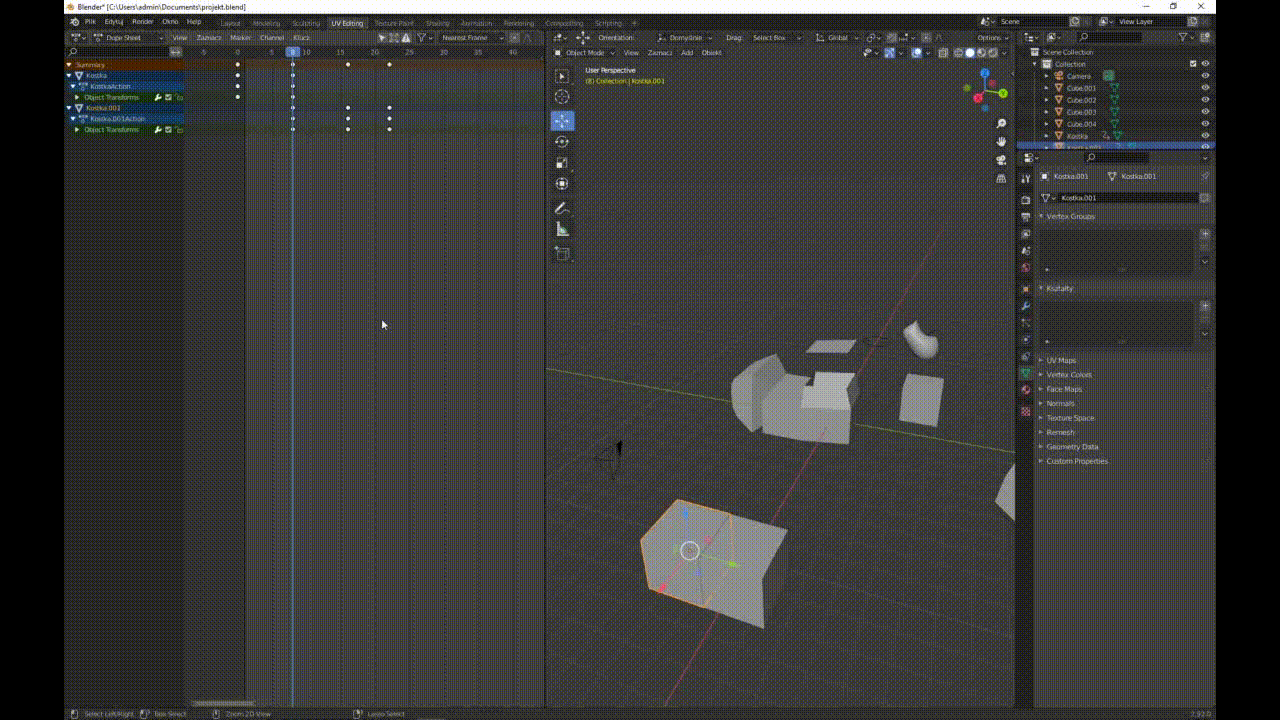 Blender* [C:\Users\admin\Documents\projekt.blend]
Plik Edytuj Render Okno Help Layout Modeling Sculpting UV Editing Texture Paint Shading Animation Rendering Compositing Scripting + Scene View Layer
Dope Sheet View Zaznacz Marker Channel Klucz Nearest Frame Orientation: Domyślnie Drag: Select Box Global Options
-5 0 5 8 10 15 20 25 30 35 40
Object Mode View Zaznacz Add Obiekt
Summary
Kostka
KostkaAction
Object Transforms
Kostka.001
Kostka.001Action
Object Transforms
User Perspective
(8) Collection | Kostka.001
Scene Collection
Collection
Camera
Cube.001
Cube.002
Cube.003
Cube.004
Kostka
Kostka.001 Kostka.001
Kostka.001
Vertex Groups
Kształty
UV Maps
Vertex Colors
Face Maps
Normals
Texture Space
Remesh
Geometry Data
Custom Properties
Select Left/Right Box Select Zoom 2D View Lasso Select 2.92.0